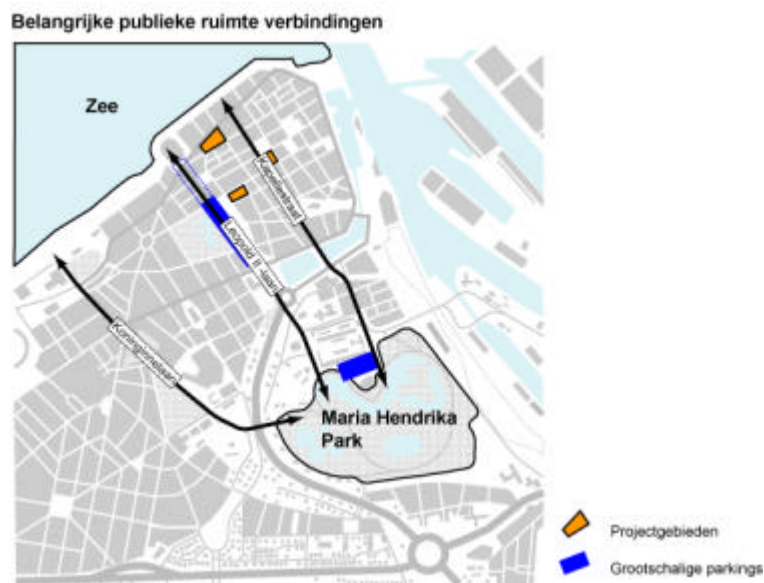 Belangrijke publieke ruimte verbindingen
Zee
Kapellestraat
Leopold II -laan
Koninginnelaan
Maria Hendrika
Park
Projectgebieden
Grootschalige parkings